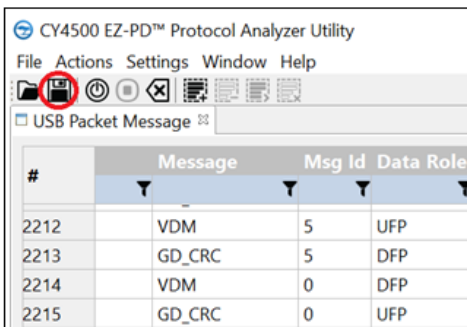 CY4500 EZ-PD™ Protocol Analyzer Utility
File Actions Settings Window Help
USB Packet Message
# Message Msg Id Data Role
2212 VDM 5 UFP
2213 GD_CRC 5 DFP
2214 VDM 0 DFP
2215 GD_CRC 0 UFP